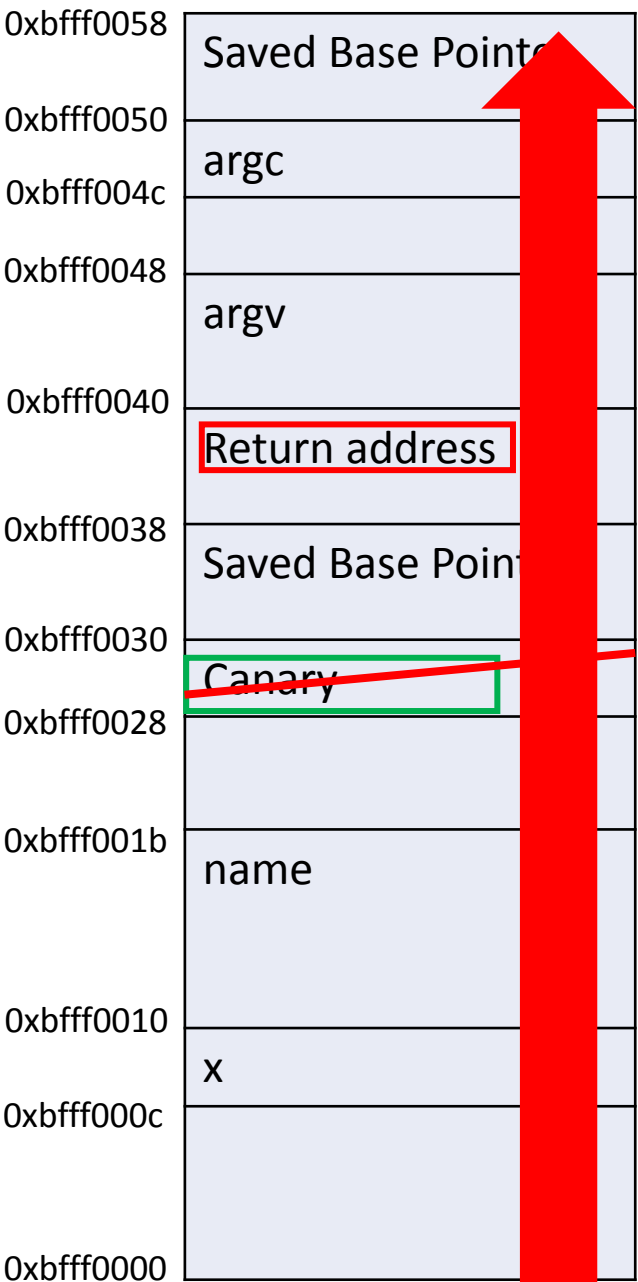 0xbfff0058
Saved Base Pointe
0xbfff0050
argc
0xbfff004c
0xbfff0048
argv
0xbfff0040
Return address
0xbfff0038
Saved Base Point
0xbfff0030
Canary
0xbfff0028
0xbfff001b
name
0xbfff0010
x
0xbfff000c
0xbfff0000